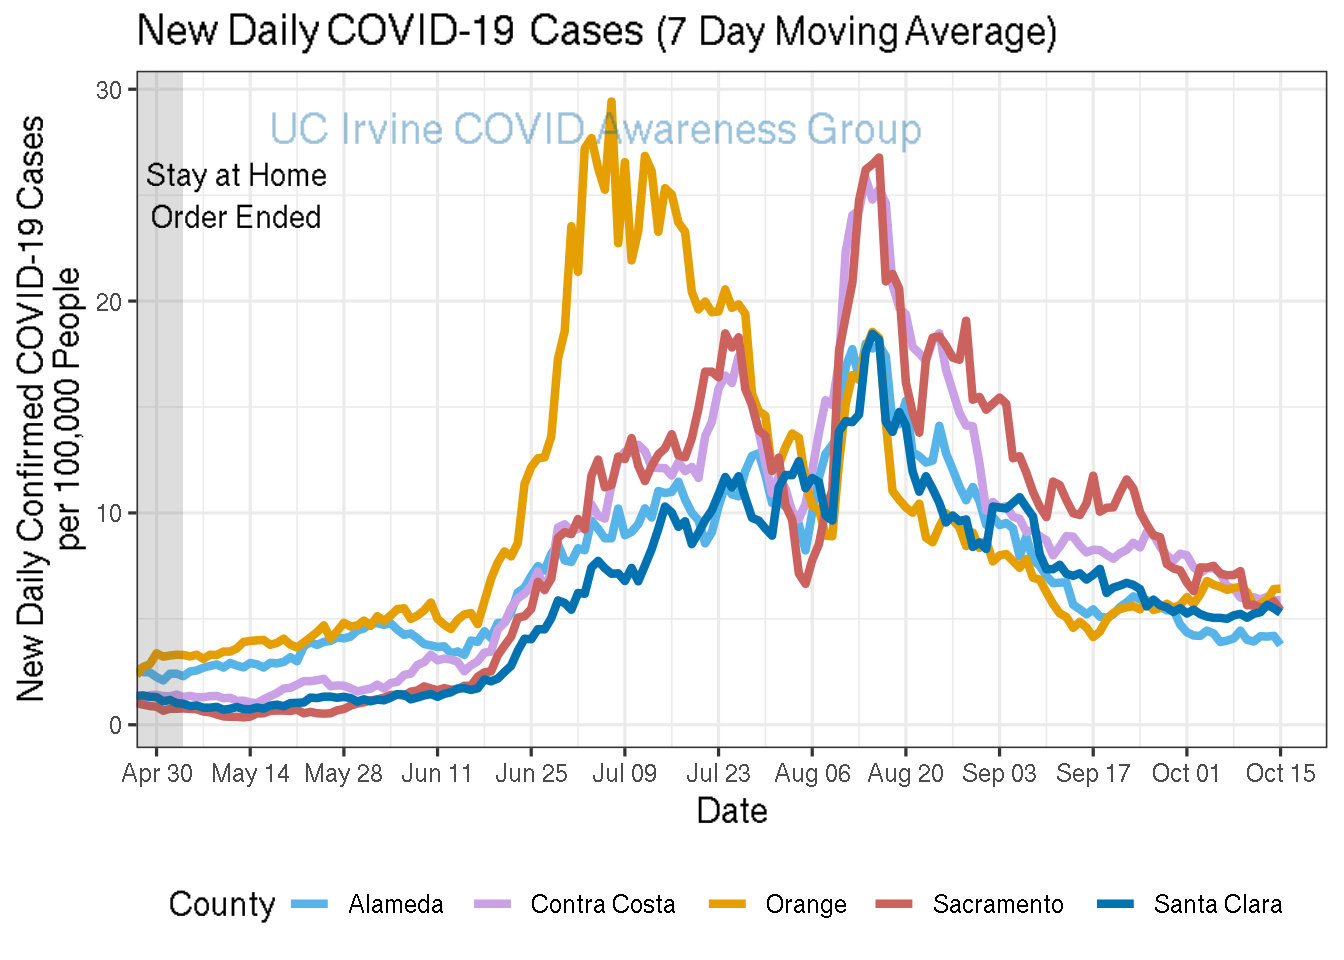 New Daily COVID-19 Cases (7 Day Moving Average)
UC Irvine COVID Awareness Group
Stay at Home
Order Ended
New Daily Confirmed COVID-19 Cases
per 100,000 People
30
20
10
0
Apr 30 May 14 May 28 Jun 11 Jun 25 Jul 09 Jul 23 Aug 06 Aug 20 Sep 03 Sep 17 Oct 01 Oct 15
Date
County Alameda Contra Costa Orange Sacramento Santa Clara